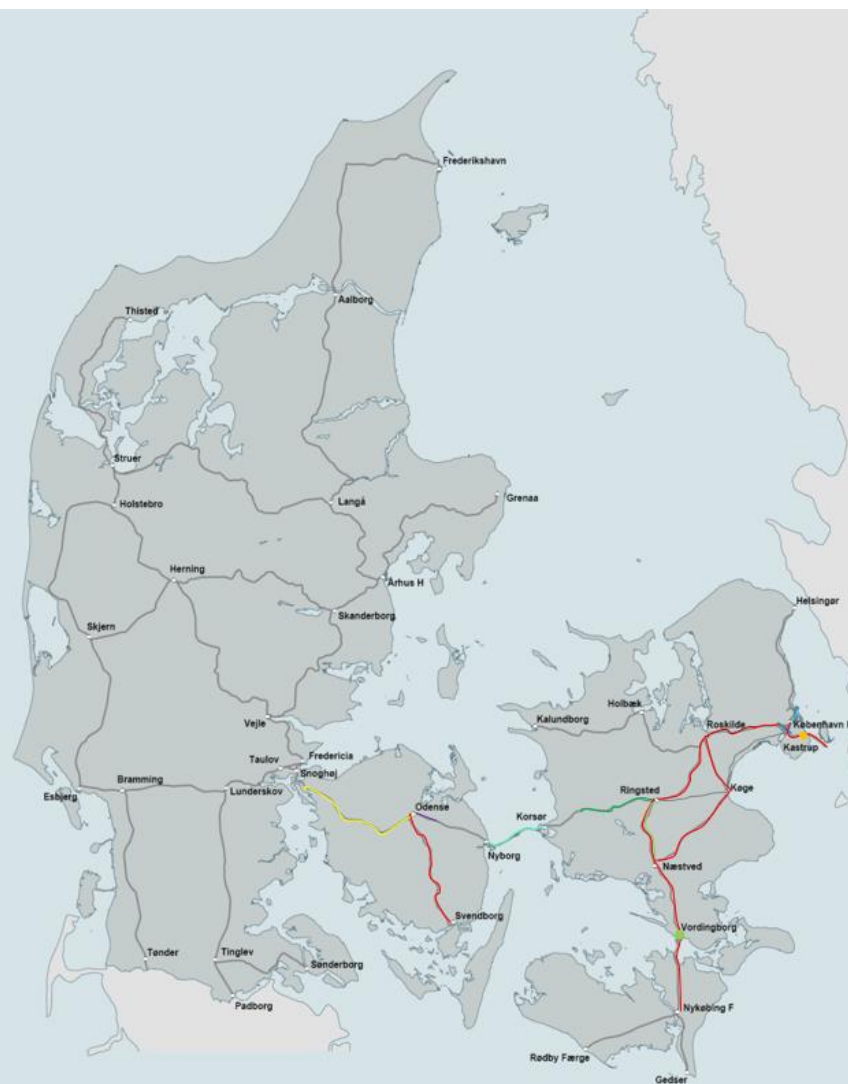 Frederikshavn
Aalborg
Thisted
Struer
Holstebro
Langå
Grenaa
Herning
Århus H
Skanderborg
Helsingør
Skjern
Holbæk
Vejle
Kalundborg
Roskilde
København
Kastrup
Fredericia
Taulov
Snoghøj
Esbjerg
Bramming
Lunderskov
Ringsted
Køge
Odense
Korsør
Nyborg
Næstved
Svendborg
Vordingborg
Tønder
Tinglev
Sønderborg
Padborg
Nykøbing F
Rødby Færge
Gedser